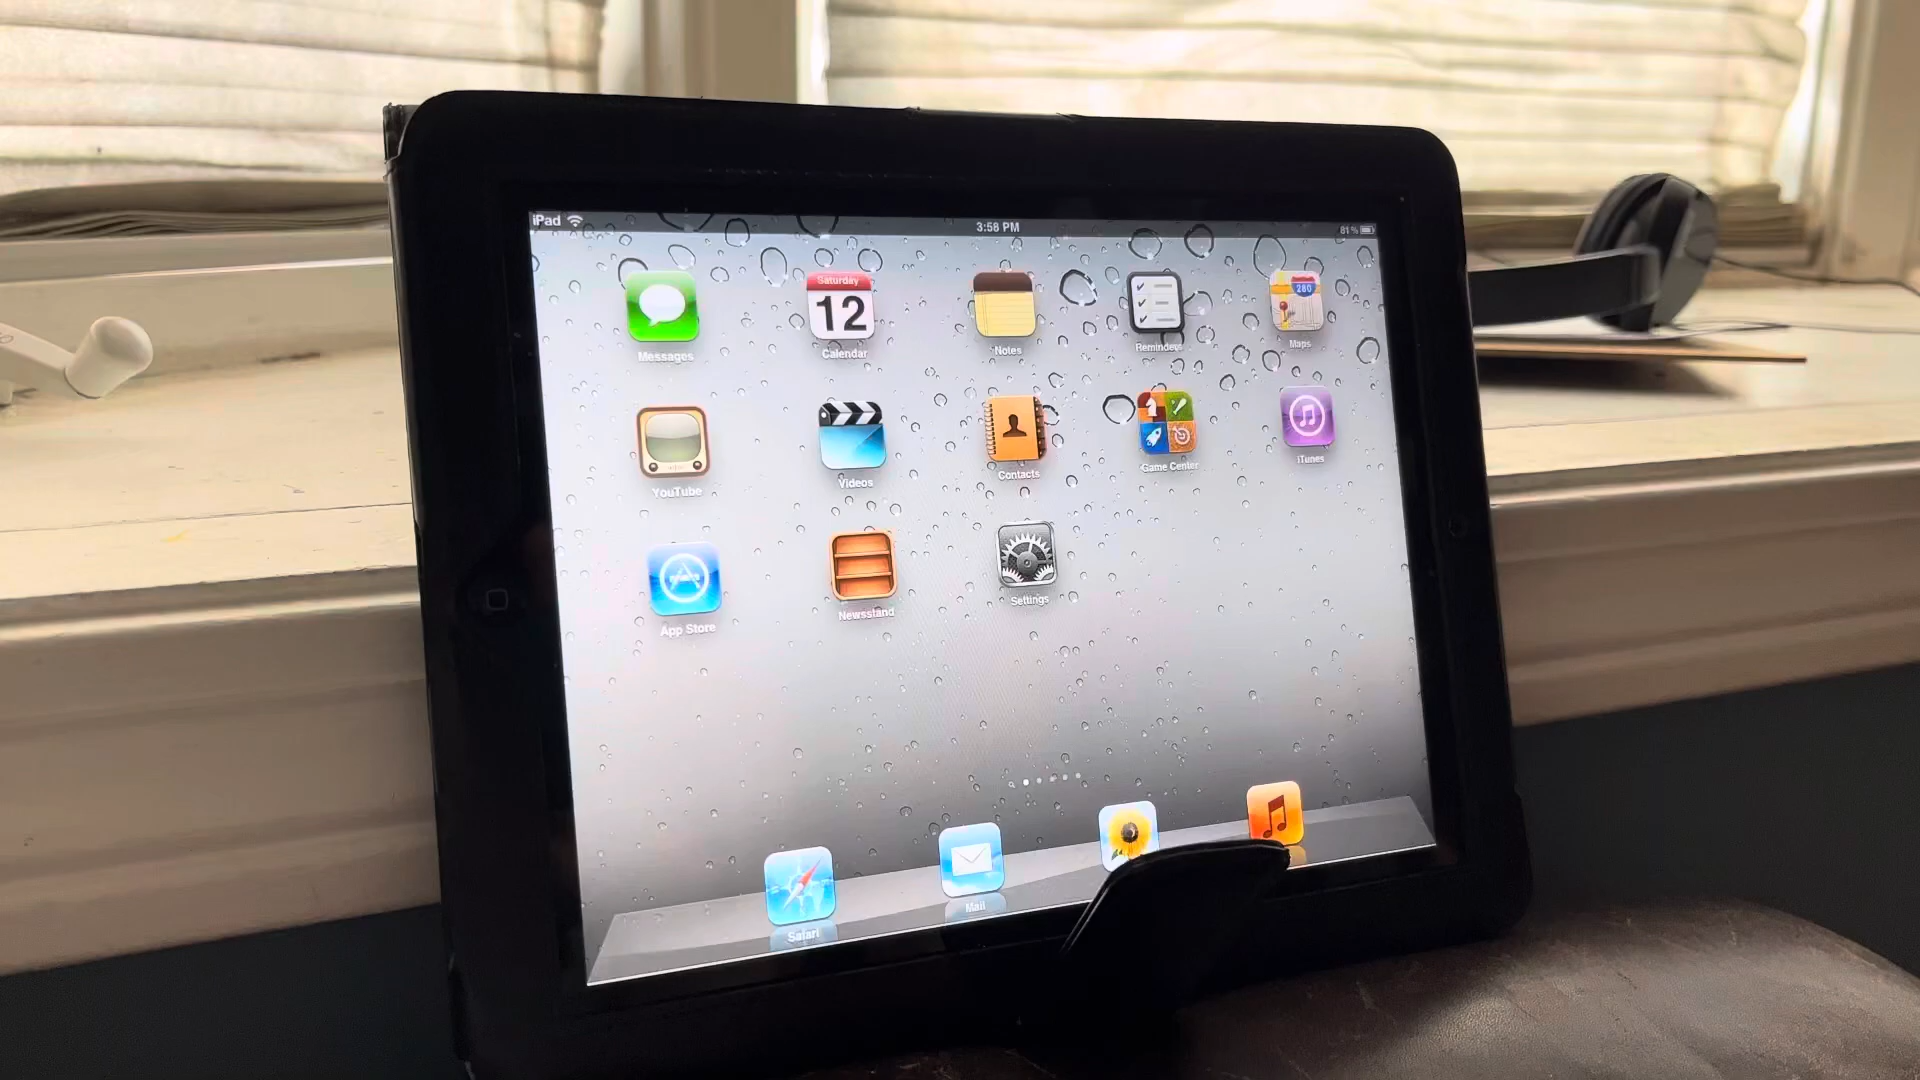 iPad 3:58 PM 81%
Saturday
12
280
Messages Calendar Notes Reminders Maps
YouTube Videos Contacts Game Center iTunes
App Store Newsstand Settings
Safari Mail